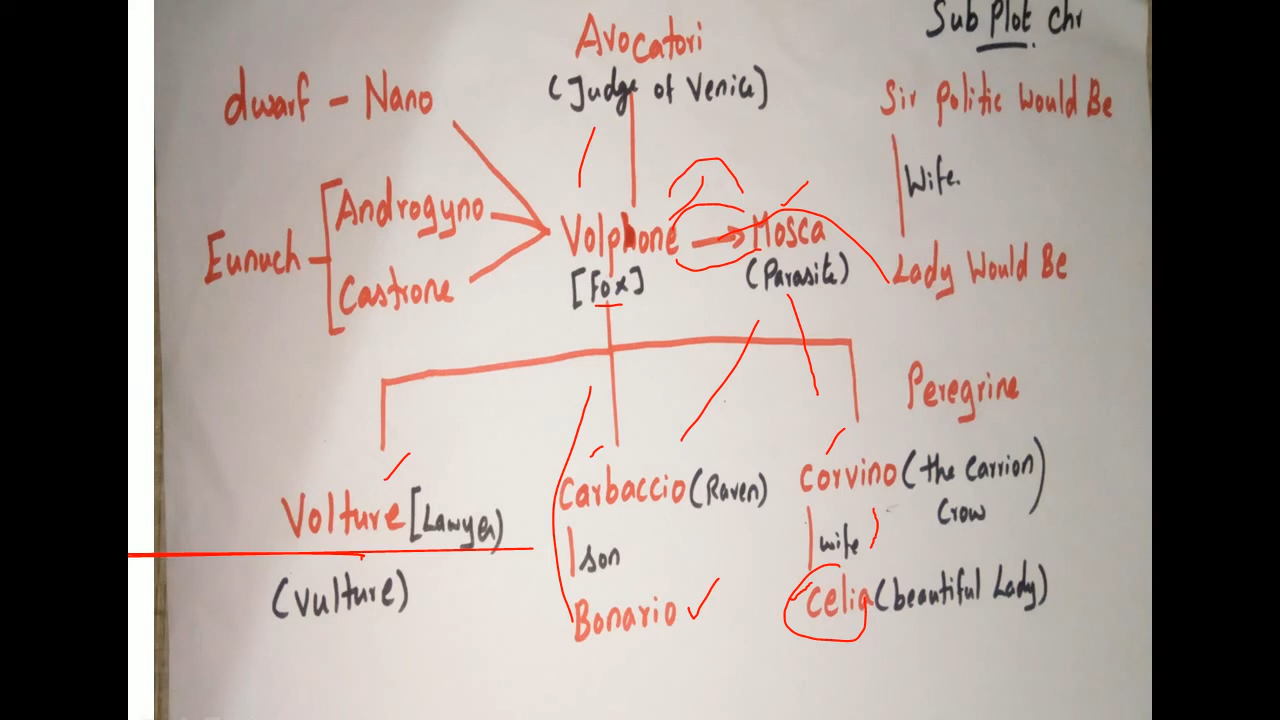 Sub Plot Chr
Avocatori
(Judge of Venice)
dwarf - Nano
Sir Politic Would Be
Wife.
Androgyno
Eunuch
Castrone
Volphone
[Fox]
Mosca
(Parasite)
Lady Would Be
Peregrine
Volture [Lawyer)
(Vulture)
Carbaccio (Raven)
son
Bonario
Corvino (the Carrion
Crow)
wife
Celia (beautiful Lady)